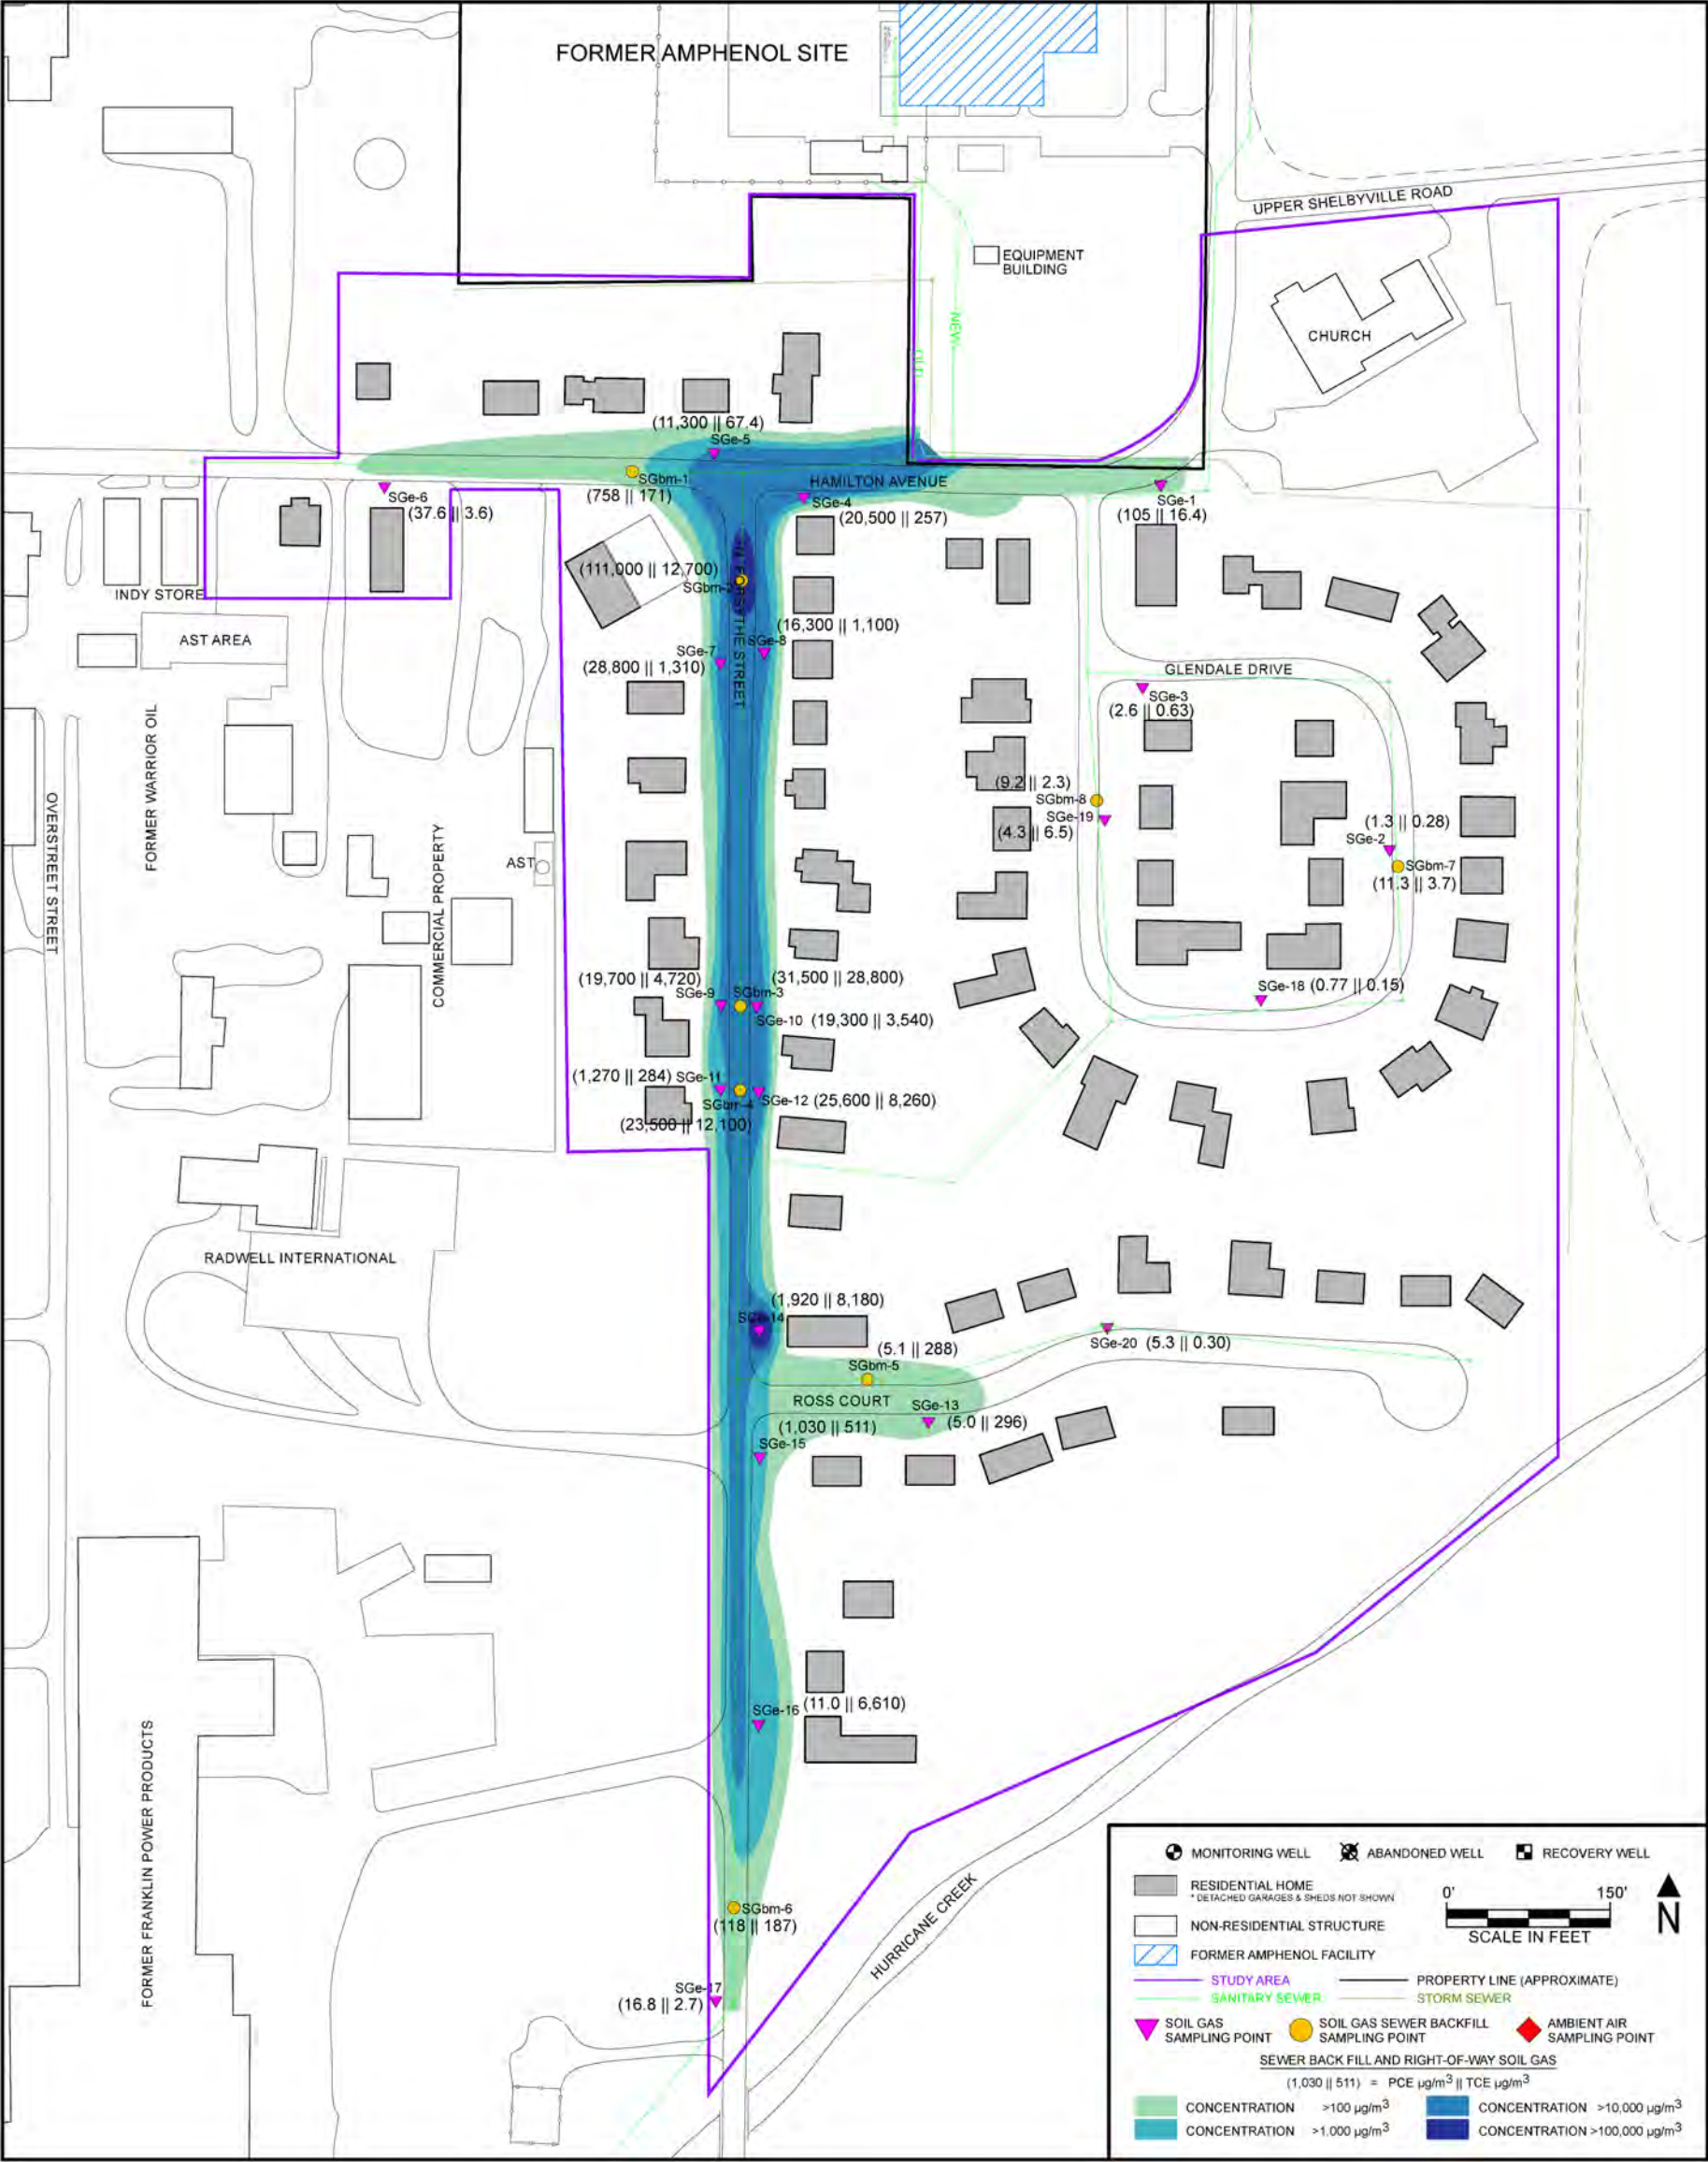 FORMER AMPHENOL SITE
UPPER SHELBYVILLE ROAD
EQUIPMENT
BUILDING
NEW
OLD
CHURCH
(11,300 || 67.4)
SGe-5
SGbm-1
(758 || 171)
HAMILTON AVENUE
SGe-6
(37.6 || 3.6)
SGe-4
(20,500 || 257)
SGe-1
(105 || 16.4)
(111,000 || 12,700)
SGbm-2
N. FORSYTHE STREET
INDY STORE
AST AREA
(16,300 || 1,100)
SGe-8
SGe-7
(28,800 || 1,310)
GLENDALE DRIVE
SGe-3
(2.6 || 0.63)
FORMER WARRIOR OIL
OVERSTREET STREET
COMMERCIAL PROPERTY
AST
(9.2 || 2.3)
SGbm-8
SGe-19
(4.3 || 6.5)
(1.3 || 0.28)
SGe-2
SGbm-7
(11.3 || 3.7)
(19,700 || 4,720)
(31,500 || 28,800)
SGe-9
SGbm-3
SGe-10 (19,300 || 3,540)
SGe-18 (0.77 || 0.15)
(1,270 || 284) SGe-11
SGbm-4
SGe-12 (25,600 || 8,260)
(23,500 || 12,100)
RADWELL INTERNATIONAL
(1,920 || 8,180)
SGe-14
(5.1 || 288)
SGbm-5
SGe-20 (5.3 || 0.30)
ROSS COURT
SGe-13
(5.0 || 296)
(1,030 || 511)
SGe-15
SGe-16
(11.0 || 6,610)
FORMER FRANKLIN POWER PRODUCTS
SGbm-6
(118 || 187)
HURRICANE CREEK
SGe-17
(16.8 || 2.7)
MONITORING WELL
ABANDONED WELL
RECOVERY WELL
RESIDENTIAL HOME
* DETACHED GARAGES & SHEDS NOT SHOWN
0' 150'
N
SCALE IN FEET
NON-RESIDENTIAL STRUCTURE
FORMER AMPHENOL FACILITY
STUDY AREA
PROPERTY LINE (APPROXIMATE)
SANITARY SEWER
STORM SEWER
SOIL GAS
SAMPLING POINT
SOIL GAS SEWER BACKFILL
SAMPLING POINT
AMBIENT AIR
SAMPLING POINT
SEWER BACK FILL AND RIGHT-OF-WAY SOIL GAS
(1,030 || 511) = PCE µg/m³ || TCE µg/m³
CONCENTRATION >100 µg/m³
CONCENTRATION >10,000 µg/m³
CONCENTRATION >1,000 µg/m³
CONCENTRATION >100,000 µg/m³